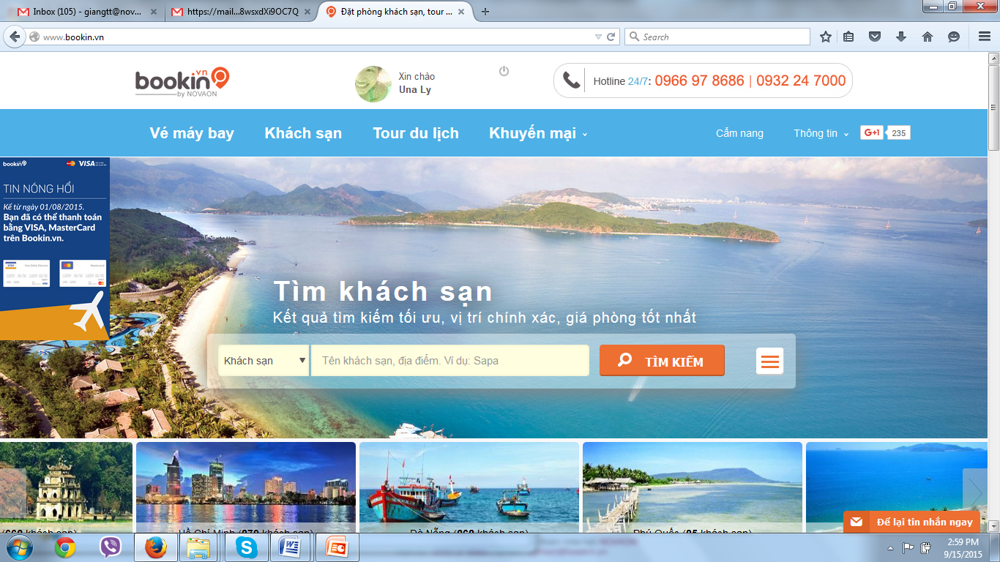 Inbox (105) - giangtt@nov...
https://mail...8wsxdXi9OC7Q
Đặt phòng khách sạn, tour ...
www.bookin.vn
Search
bookin.vn
by NOVAON
Xin chào
Una Ly
Hotline 24/7: 0966 97 8686 | 0932 24 7000
Vé máy bay
Khách sạn
Tour du lịch
Khuyến mại
Cẩm nang
Thông tin
G+1
235
bookin
VISA
TIN NÓNG HỔI
Kể từ ngày 01/08/2015.
Bạn đã có thể thanh toán
bằng VISA, MasterCard
trên Bookin.vn.
Tìm khách sạn
Kết quả tìm kiếm tối ưu, vị trí chính xác, giá phòng tốt nhất
Khách sạn
Tên khách sạn, địa điểm. Ví dụ: Sapa
TÌM KIẾM
khách sạn)
Hồ Chí Minh
khách sạn)
Đà Nẵng
khách sạn)
Phú Quốc
khách sạn)
Để lại tin nhắn ngay
2:59 PM
9/15/2015